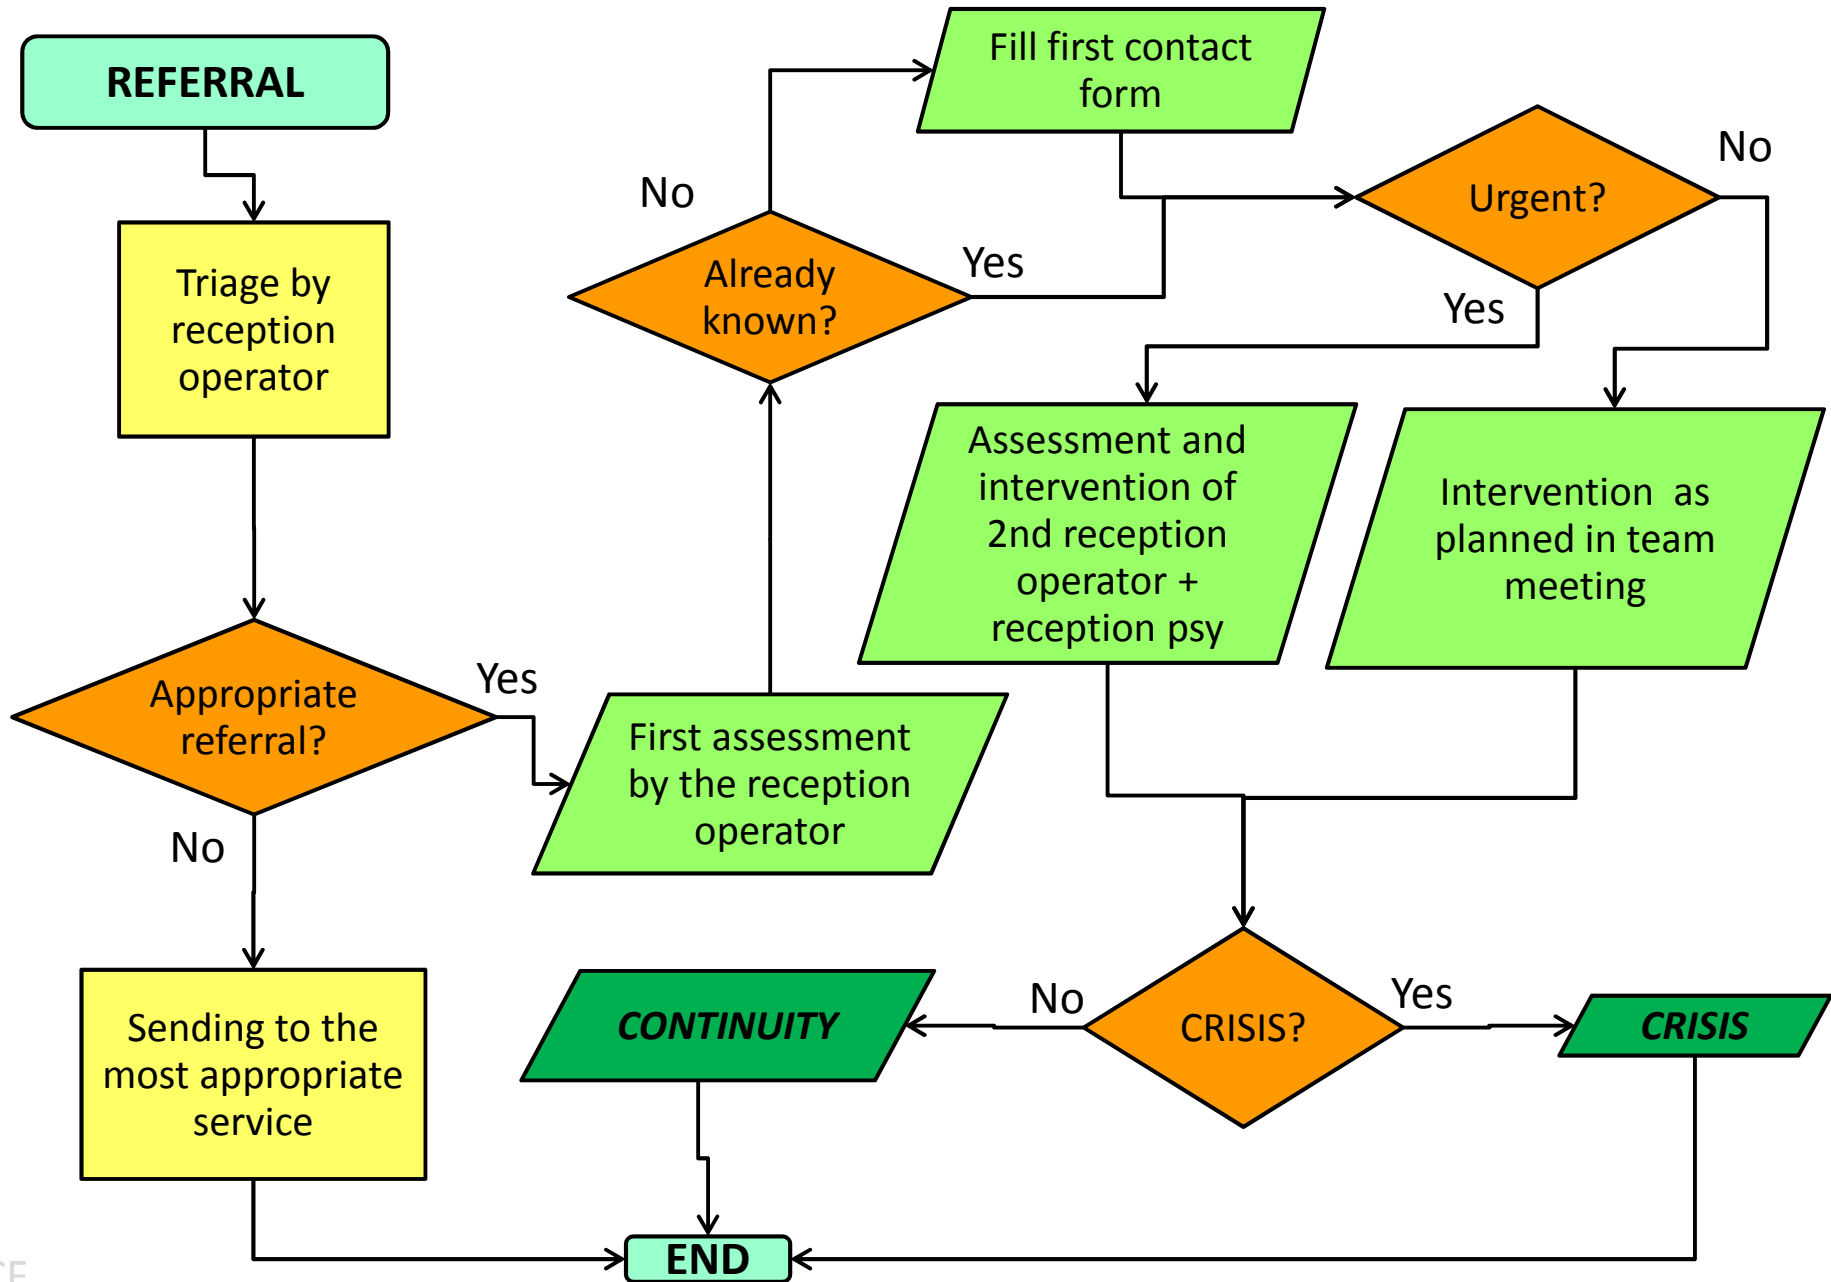 REFERRAL
Triage by
reception
operator
Appropriate
referral?
Yes
No
Sending to the
most appropriate
service
First assessment
by the reception
operator
Already
known?
No
Yes
Fill first contact
form
Urgent?
No
Yes
Assessment and
intervention of
2nd reception
operator +
reception psy
Intervention as
planned in team
meeting
CRISIS?
No
Yes
CONTINUITY
CRISIS
END